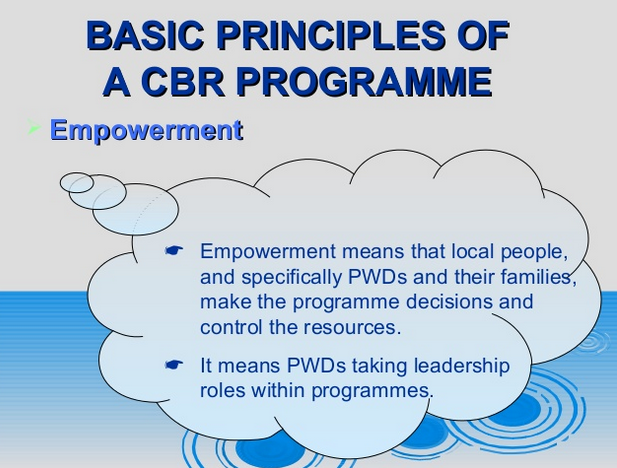 BASIC PRINCIPLES OF
A CBR PROGRAMME
Empowerment
Empowerment means that local people,
and specifically PWDs and their families,
make the programme decisions and
control the resources.
It means PWDs taking leadership
roles within programmes.